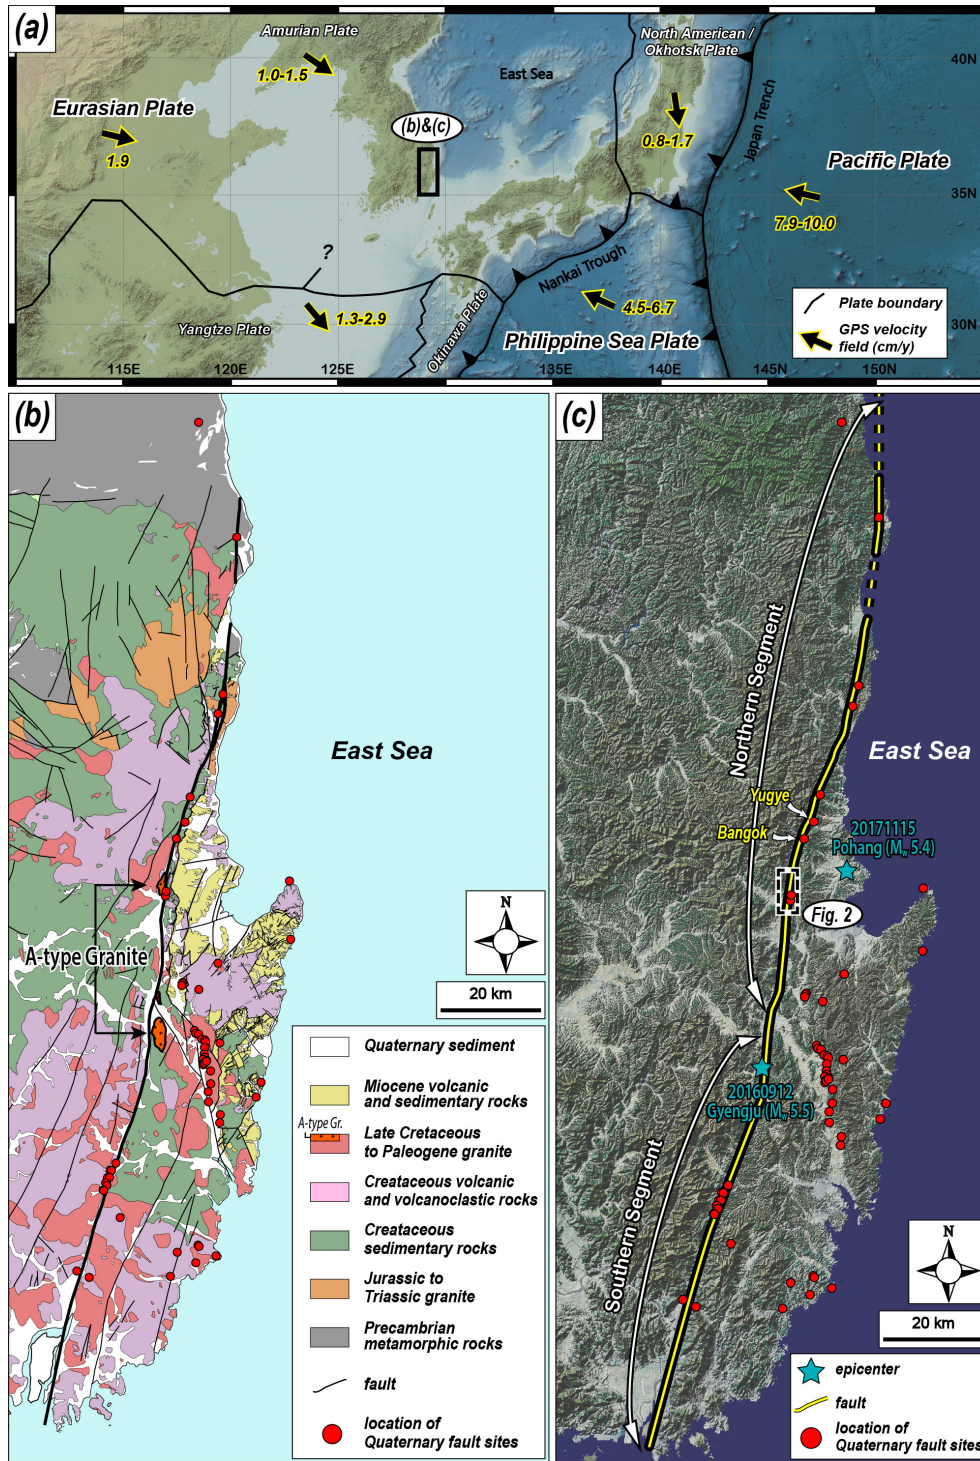 (a)
Amurian Plate
North American /
Okhotsk Plate
40N
1.0-1.5
East Sea
Eurasian Plate
(b)&(c)
1.9
0.8-1.7
Japan Trench
Pacific Plate
35N
7.9-10.0
?
Nankai Trough
Yangtze Plate
1.3-2.9
Okinawa Plate
4.5-6.7
Philippine Sea Plate
Plate boundary
GPS velocity
field (cm/y)
30N
115E
120E
125E
130E
135E
140E
145E
150E
(b)
East Sea
A-type Granite
N
20 km
Quaternary sediment
Miocene volcanic
and sedimentary rocks
A-type Gr.
Late Cretaceous
to Paleogene granite
Creataceous volcanic
and volcanoclastic rocks
Creataceous
sedimentary rocks
Jurassic to
Triassic granite
Precambrian
metamorphic rocks
fault
location of
Quaternary fault sites
(c)
Northern Segment
East Sea
Yugye
Bangok
20171115
Pohang (Mw 5.4)
Fig. 2
20160912
Gyengju (Mw 5.5)
Southern Segment
N
20 km
epicenter
fault
location of
Quaternary fault sites